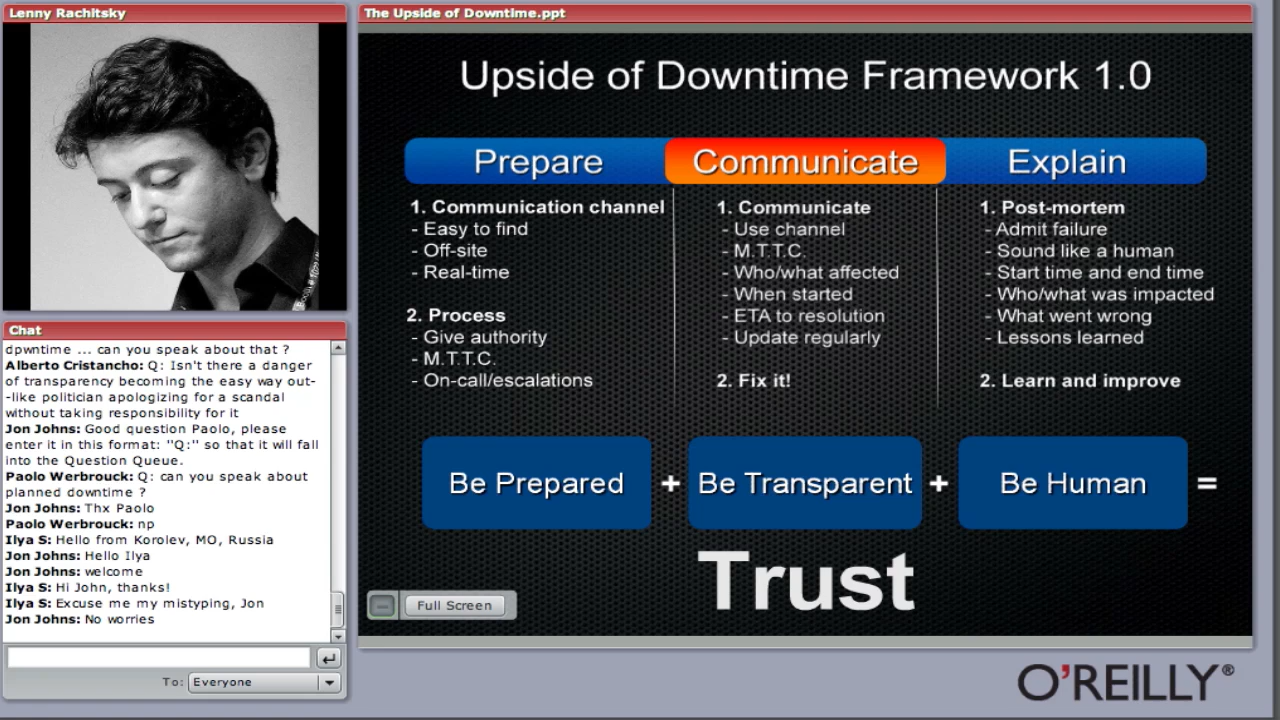 Lenny Rachitsky
The Upside of Downtime.ppt
Upside of Downtime Framework 1.0
Prepare
Communicate
Explain
1. Communication channel
- Easy to find
- Off-site
- Real-time
2. Process
- Give authority
- M.T.T.C.
- On-call/escalations
1. Communicate
- Use channel
- M.T.T.C.
- Who/what affected
- When started
- ETA to resolution
- Update regularly
2. Fix it!
1. Post-mortem
- Admit failure
- Sound like a human
- Start time and end time
- Who/what was impacted
- What went wrong
- Lessons learned
2. Learn and improve
Be Prepared + Be Transparent + Be Human =
Trust
Full Screen
Chat
dpwntime ... can you speak about that ?
Alberto Cristancho: Q: Isn't there a danger
of transparency becoming the easy way out-
-like politician apologizing for a scandal
without taking responsibility for it
Jon Johns: Good question Paolo, please
enter it in this format: "Q:" so that it will fall
into the Question Queue.
Paolo Werbrouck: Q: can you speak about
planned downtime ?
Jon Johns: Thx Paolo
Paolo Werbrouck: np
Ilya S: Hello from Korolev, MO, Russia
Jon Johns: Hello Ilya
Jon Johns: welcome
Ilya S: Hi John, thanks!
Ilya S: Excuse me my mistyping, Jon
Jon Johns: No worries
To: Everyone
O'REILLY®